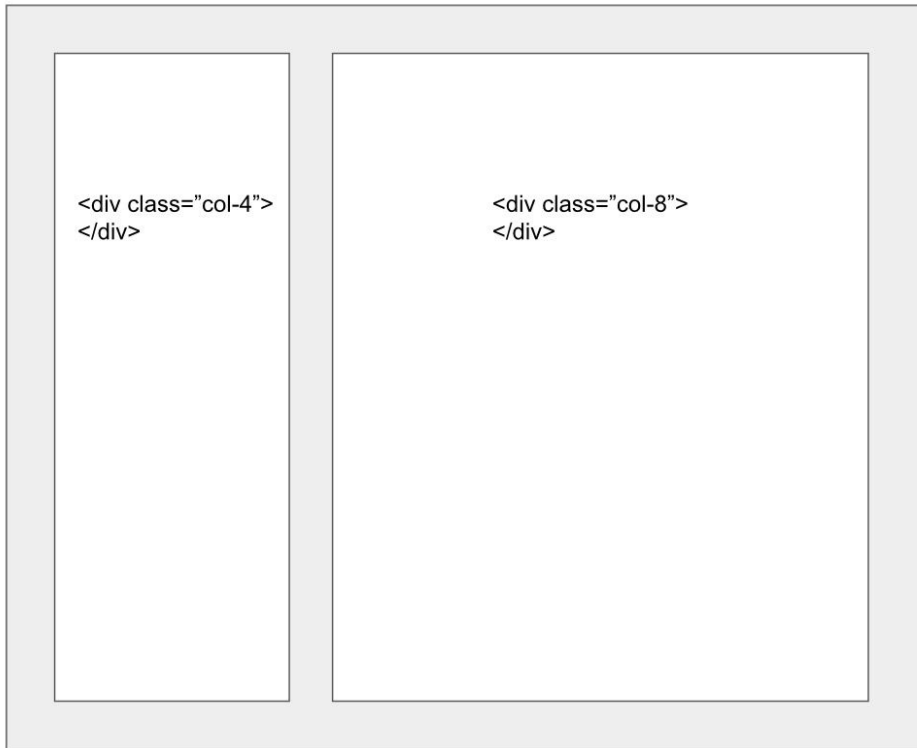 <div class=”col-4”>
</div>
<div class=”col-8”>
</div>